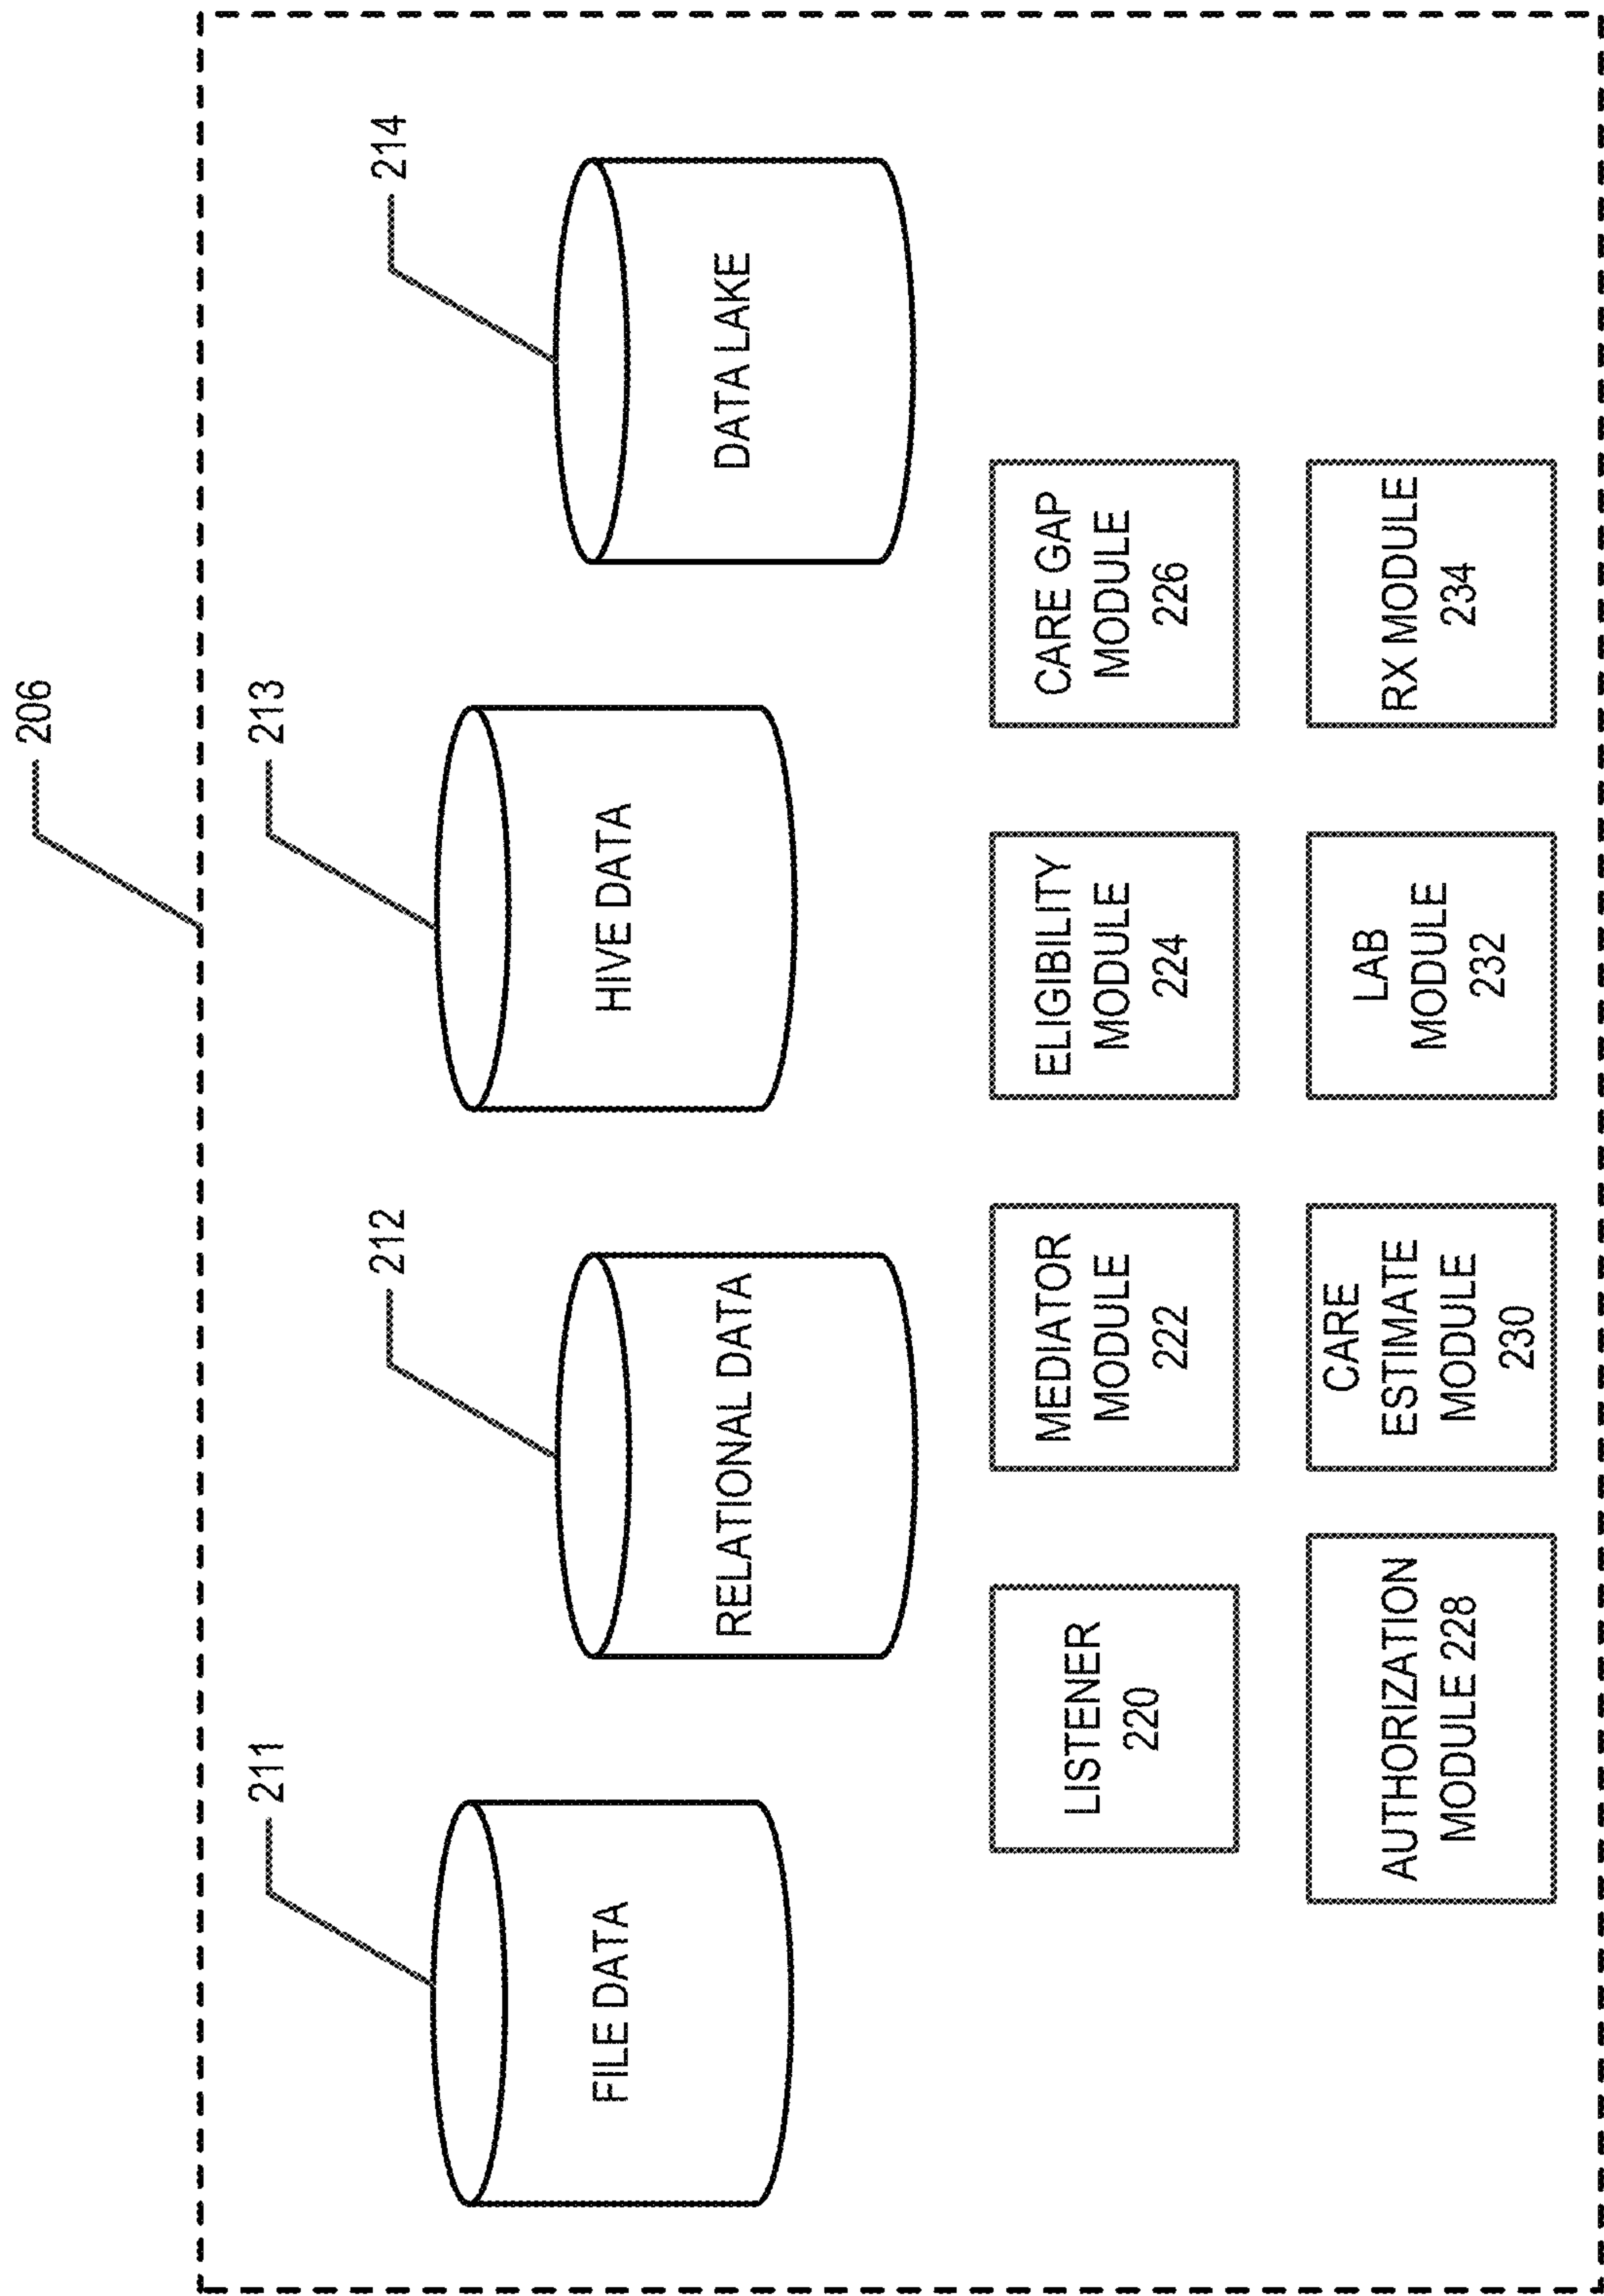 206
211
212
213
214
FILE DATA
RELATIONAL DATA
HIVE DATA
DATA LAKE
LISTENER
220
MEDIATOR
MODULE
222
ELIGIBILITY
MODULE
224
CARE GAP
MODULE
226
AUTHORIZATION
MODULE 228
CARE
ESTIMATE
MODULE
230
LAB
MODULE
232
RX MODULE
234